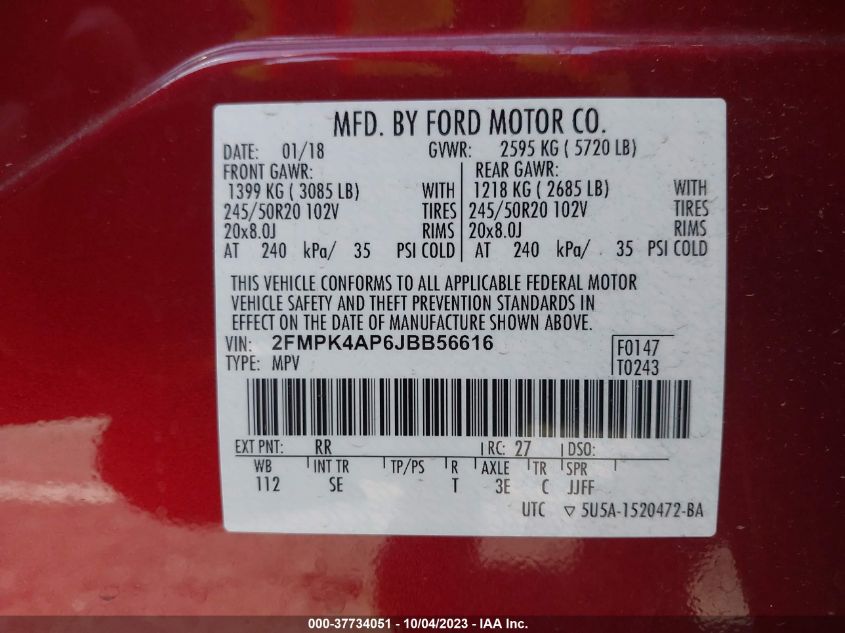 MFD. BY FORD MOTOR CO.
DATE: 01/18 GVWR: 2595 KG ( 5720 LB)
FRONT GAWR: REAR GAWR:
1399 KG ( 3085 LB) WITH 1218 KG ( 2685 LB) WITH
245/50R20 102V TIRES 245/50R20 102V TIRES
20x8.0J RIMS 20x8.0J RIMS
AT 240 kPa/ 35 PSI COLD AT 240 kPa/ 35 PSI COLD
THIS VEHICLE CONFORMS TO ALL APPLICABLE FEDERAL MOTOR
VEHICLE SAFETY AND THEFT PREVENTION STANDARDS IN
EFFECT ON THE DATE OF MANUFACTURE SHOWN ABOVE.
VIN: 2FMPK4AP6JBB56616 F0147
TYPE: MPV T0243
EXT PNT: RR RC: 27 DSO:
WB INT TR TP/PS R AXLE TR SPR
112 SE T 3E C JJFF
UTC ▽ 5U5A-1520472-BA
000-37734051 - 10/04/2023 - IAA Inc.